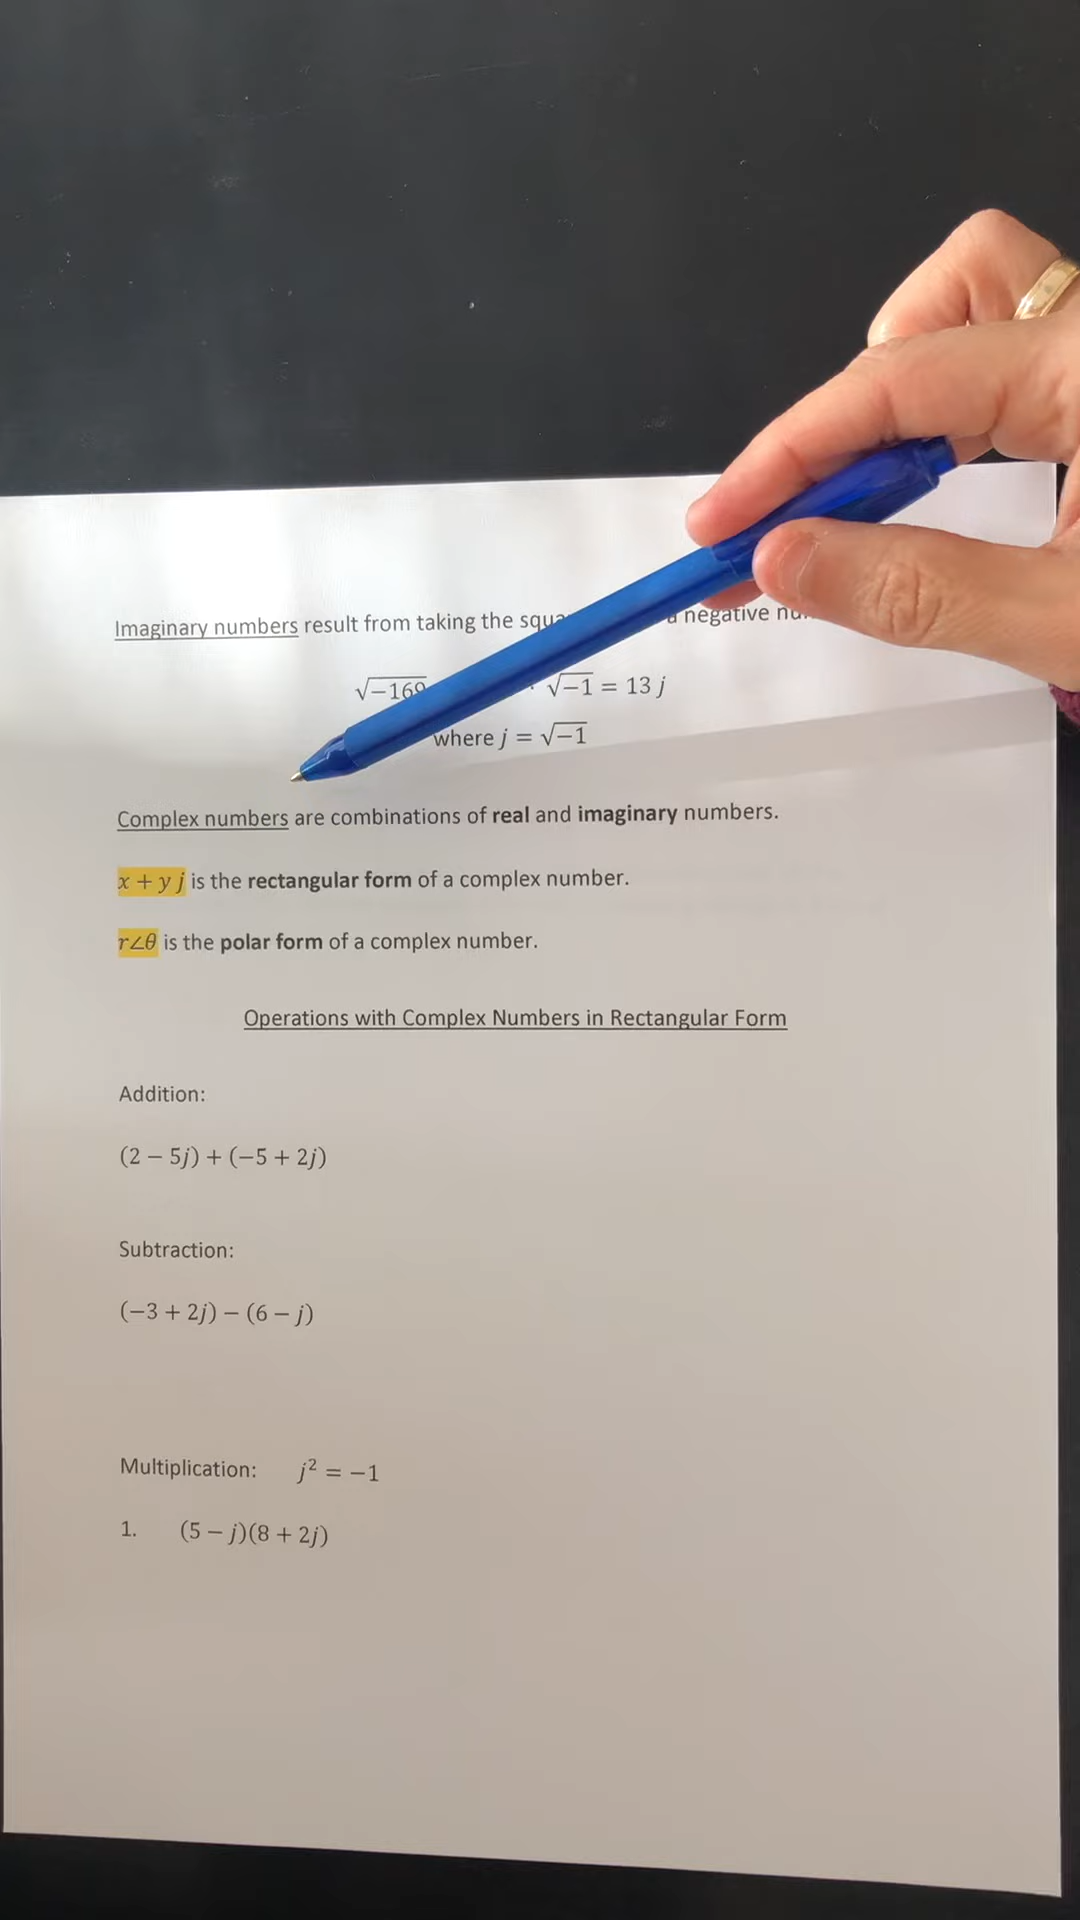 Imaginary numbers result from taking the negative
√−169 · √−1 = 13 j
where j = √−1
Complex numbers are combinations of real and imaginary numbers.
x + y j is the rectangular form of a complex number.
r∠θ is the polar form of a complex number.
Operations with Complex Numbers in Rectangular Form
Addition:
(2 − 5j) + (−5 + 2j)
Subtraction:
(−3 + 2j) − (6 − j)
Multiplication: j² = −1
1. (5 − j)(8 + 2j)